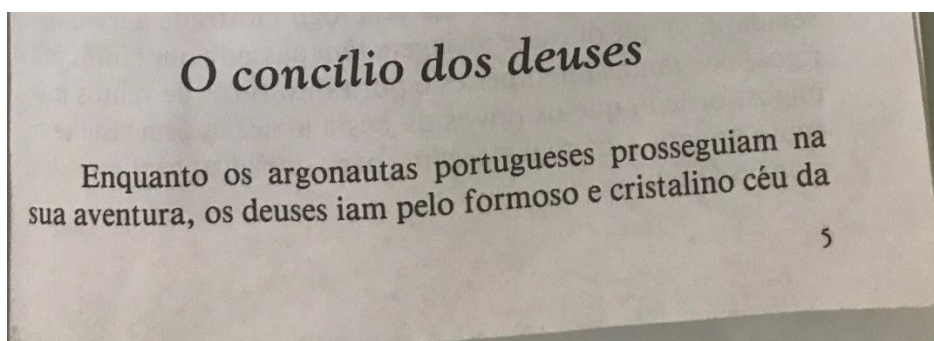 O concílio dos deuses
Enquanto os argonautas portugueses prosseguiam na
sua aventura, os deuses iam pelo formoso e cristalino céu da
5